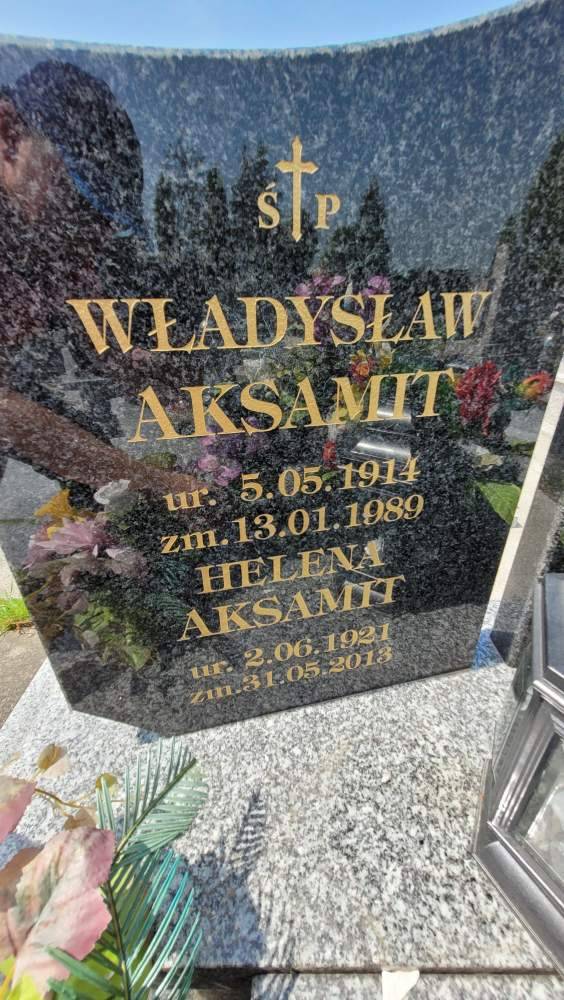 Ś P
WŁADYSŁAW
AKSAMIT
ur. 5.05.1914
zm.13.01.1989
HELENA
AKSAMIT
ur. 2.06.1921
zm.31.05.2013